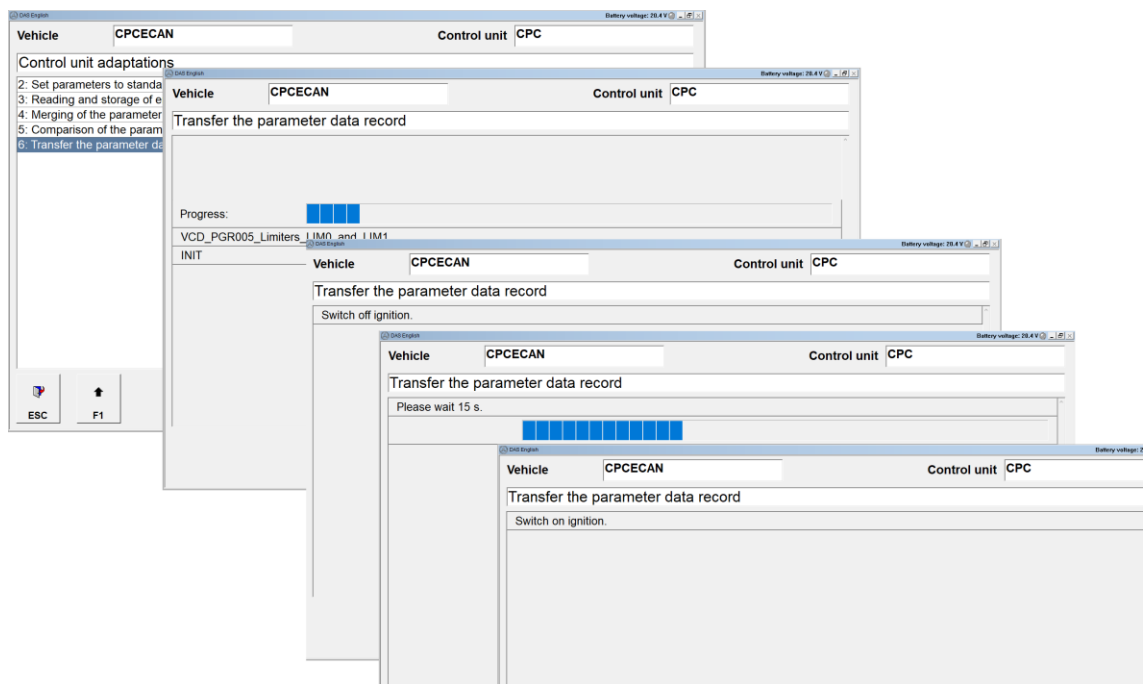 DAS English Battery voltage: 28.4 V
Vehicle CPCECAN Control unit CPC
Control unit adaptations
2: Set parameters to standa
3: Reading and storage of e
4: Merging of the parameter
5: Comparison of the param
6: Transfer the parameter da
ESC F1
DAS English Battery voltage: 28.4 V
Vehicle CPCECAN Control unit CPC
Transfer the parameter data record
Progress:
VCD_PGR005_Limiters_LIM0_and_LIM1
INIT
DAS English Battery voltage: 28.4 V
Vehicle CPCECAN Control unit CPC
Transfer the parameter data record
Switch off ignition.
DAS English Battery voltage: 28.4 V
Vehicle CPCECAN Control unit CPC
Transfer the parameter data record
Please wait 15 s.
DAS English Battery voltage: 2
Vehicle CPCECAN Control unit CPC
Transfer the parameter data record
Switch on ignition.